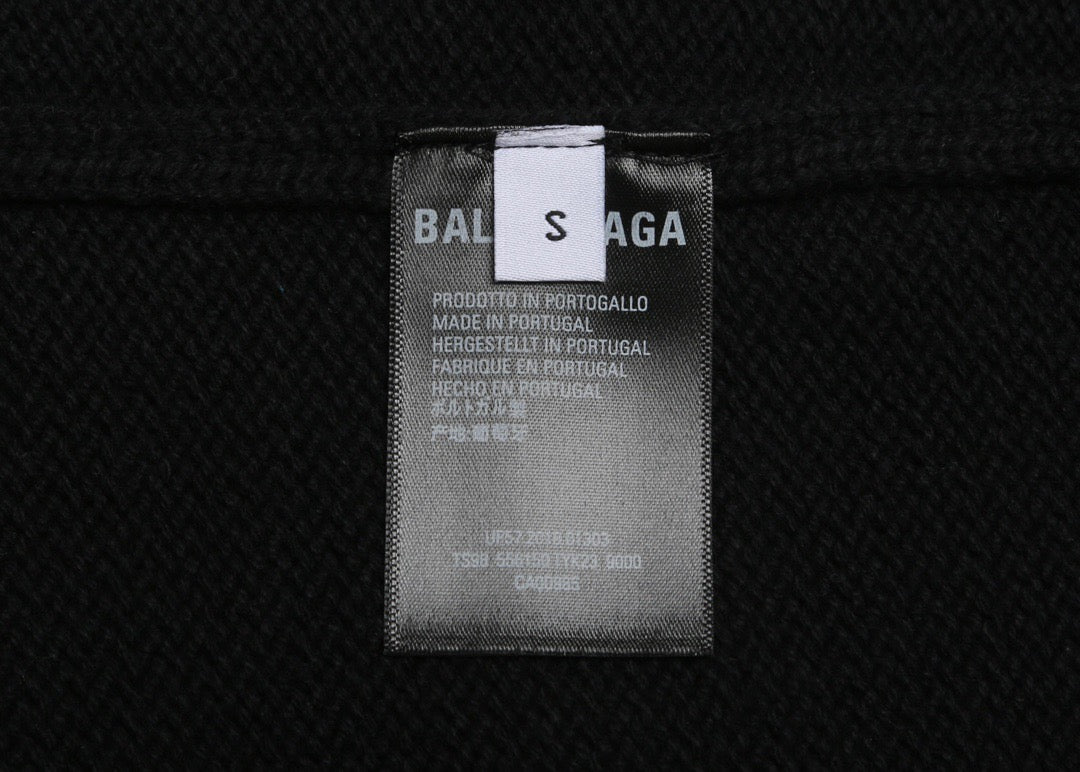 S
BAL AGA
PRODOTTO IN PORTOGALLO
MADE IN PORTUGAL
HERGESTELLT IN PORTUGAL
FABRIQUE EN PORTUGAL
HECHO EN PORTUGAL
ポルトガル製
产地:葡萄牙
9000